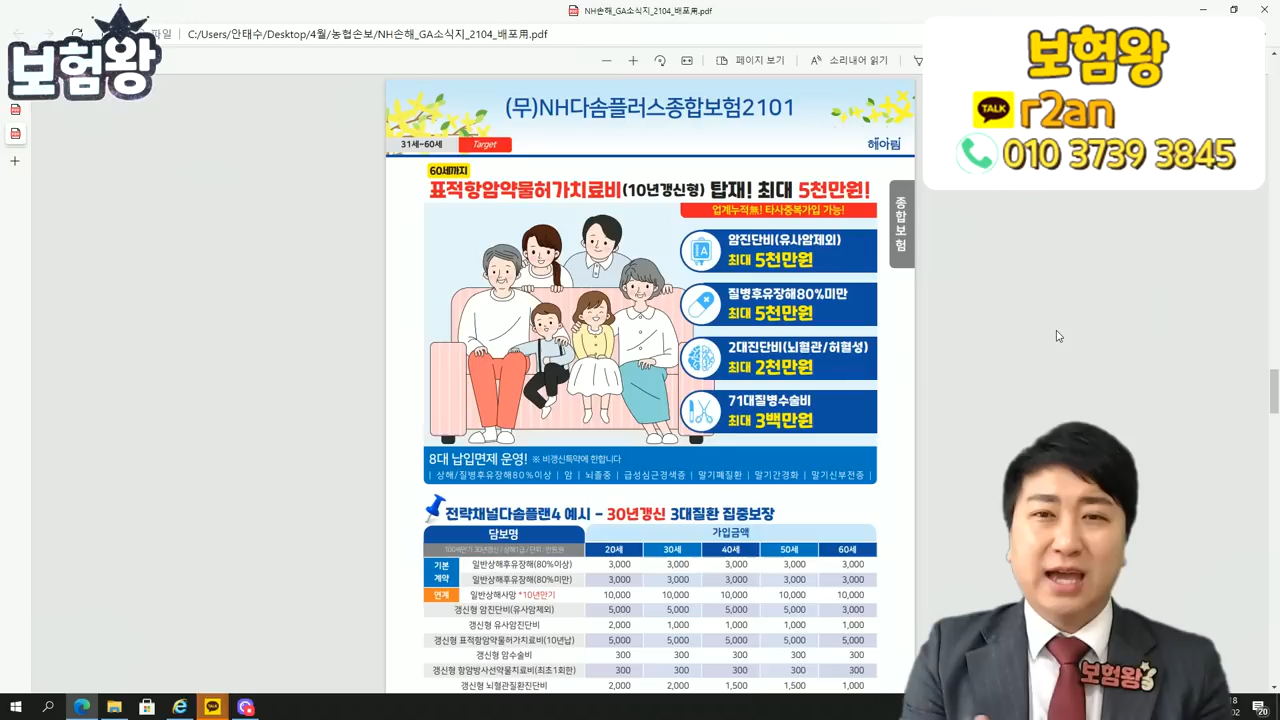 NH손해_GA소식지_2104_배포용.pdf
파일
C:/Users/안태수/Desktop/4월/농협손보/NH손해_GA소식지_2104_배포用.pdf
페이지 보기
소리내어 읽기
보험왕
보험왕
TALK
r2an
010 3739 3845
(무)NH다솜플러스종합보험2101
31세~60세
Target
헤아림
종합보험
60세까지
표적항암약물허가치료비(10년갱신형) 탑재! 최대 5천만원!
업계누적無! 타사중복가입 가능!
암진단비(유사암제외)
최대 5천만원
질병후유장해80%미만
최대 5천만원
2대진단비(뇌혈관/허혈성)
최대 2천만원
71대질병수술비
최대 3백만원
8대 납입면제 운영! ※ 비갱신특약에 한합니다
| 상해/질병후유장해80%이상 | 암 | 뇌졸중 | 급성심근경색증 | 말기폐질환 | 말기간경화 | 말기신부전증 |
전략채널다솜플랜4 예시 - 30년갱신 3대질환 집중보장
담보명 가입금액
100세만기 30년갱신 / 상해1급 / 단위 : 만원 20세 30세 40세 50세 60세
기본계약
일반상해후유장해(80%이상) 3,000 3,000 3,000 3,000 3,000
일반상해후유장해(80%미만) 3,000 3,000 3,000 3,000 3,000
연계 일반상해사망 *10년만기 10,000 10,000 10,000 10,000 10,000
갱신형 암진단비(유사암제외) 5,000 5,000 5,000 5,000 3,000
갱신형 유사암진단비 2,000 1,000 1,000 1,000 1,000
갱신형 표적항암약물허가치료비(10년납) 5,000 5,000 5,000 5,000 5,000
갱신형 암수술비 300 300 300 300 300
갱신형 항암방사선약물치료비(최초1회한) 300 300 300 300 300
갱신형 뇌혈관질환진단비 2,000 2,000 1,500 1,500 1,000
보험왕
18
02
20